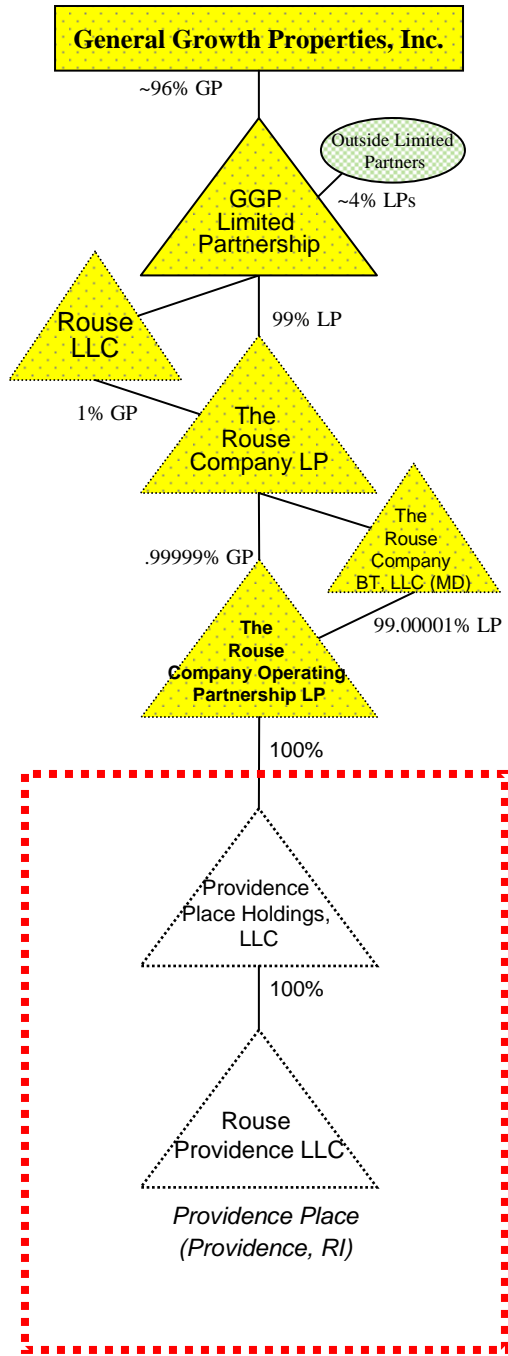 General Growth Properties, Inc.
~96% GP
Outside Limited
Partners
~4% LPs
GGP
Limited
Partnership
Rouse
LLC
99% LP
1% GP
The
Rouse
Company LP
The
Rouse
Company
BT, LLC (MD)
.99999% GP
99.00001% LP
The
Rouse
Company Operating
Partnership LP
100%
Providence
Place Holdings,
LLC
100%
Rouse
Providence LLC
Providence Place
(Providence, RI)